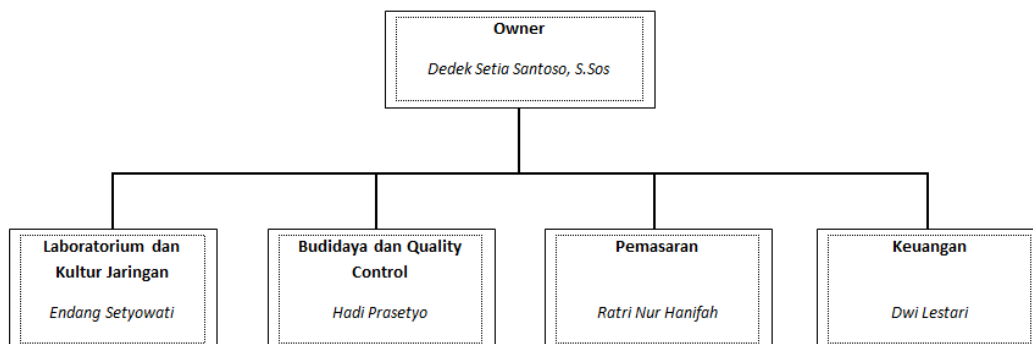 Owner
Dedek Setia Santoso, S.Sos
Laboratorium dan
Kultur Jaringan
Endang Setyowati
Budidaya dan Quality
Control
Hadi Prasetyo
Pemasaran
Ratri Nur Hanifah
Keuangan
Dwi Lestari